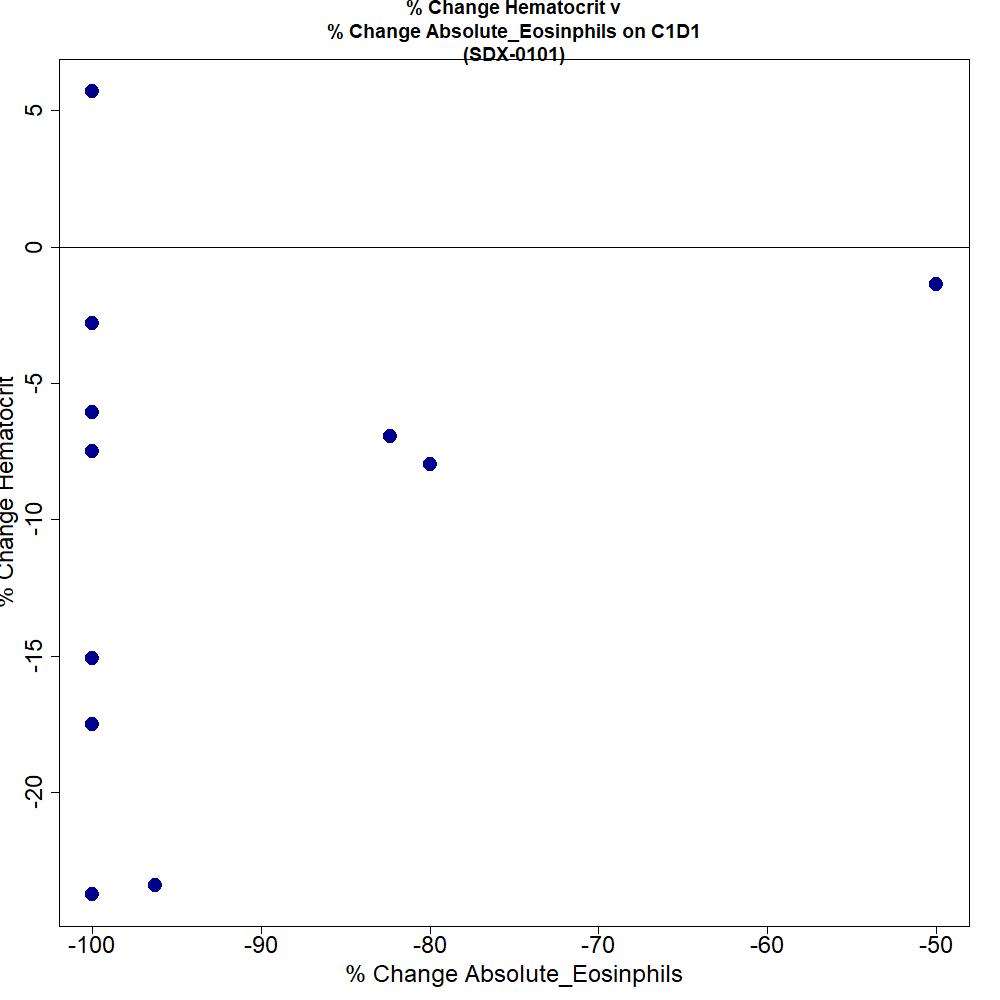 % Change Hematocrit v
% Change Absolute_Eosinphils on C1D1
(SDX-0101)
5
0
-5
-10
-15
-20
% Change Hematocrit
-100
-90
-80
-70
-60
-50
% Change Absolute_Eosinphils